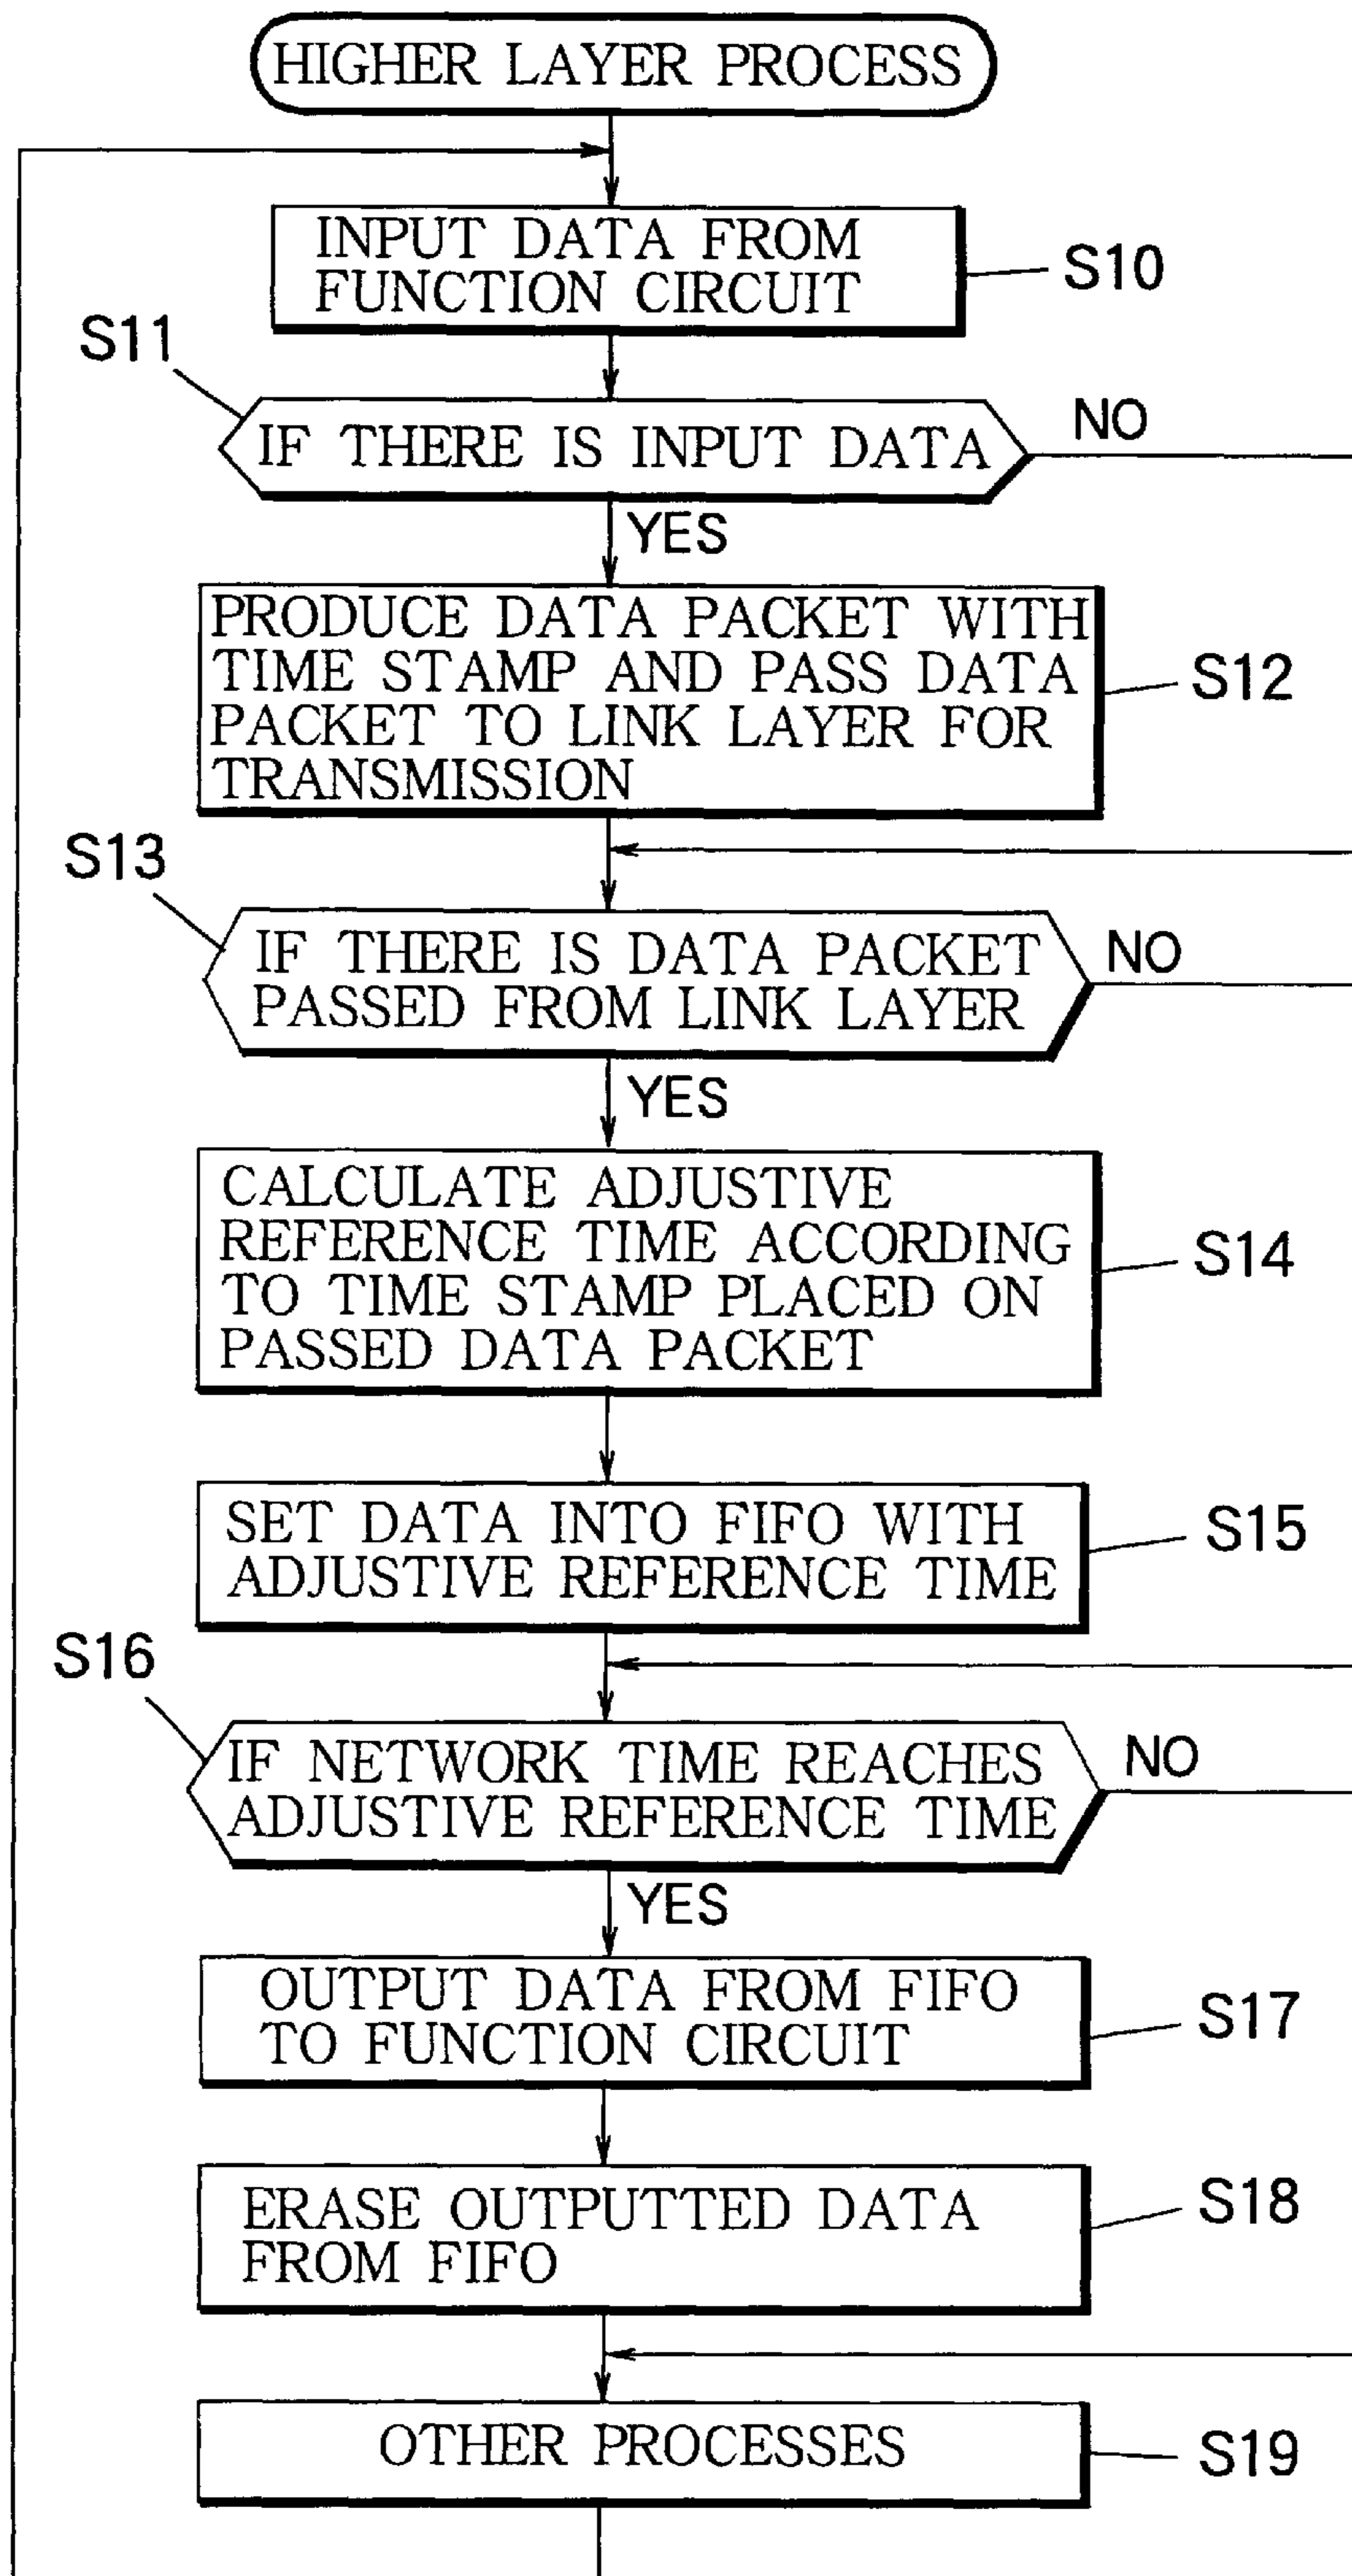 HIGHER LAYER PROCESS
INPUT DATA FROM
FUNCTION CIRCUIT
S10
S11
IF THERE IS INPUT DATA
NO
YES
PRODUCE DATA PACKET WITH
TIME STAMP AND PASS DATA
PACKET TO LINK LAYER FOR
TRANSMISSION
S12
S13
IF THERE IS DATA PACKET
PASSED FROM LINK LAYER
NO
YES
CALCULATE ADJUSTIVE
REFERENCE TIME ACCORDING
TO TIME STAMP PLACED ON
PASSED DATA PACKET
S14
SET DATA INTO FIFO WITH
ADJUSTIVE REFERENCE TIME
S15
S16
IF NETWORK TIME REACHES
ADJUSTIVE REFERENCE TIME
NO
YES
OUTPUT DATA FROM FIFO
TO FUNCTION CIRCUIT
S17
ERASE OUTPUTTED DATA
FROM FIFO
S18
OTHER PROCESSES
S19